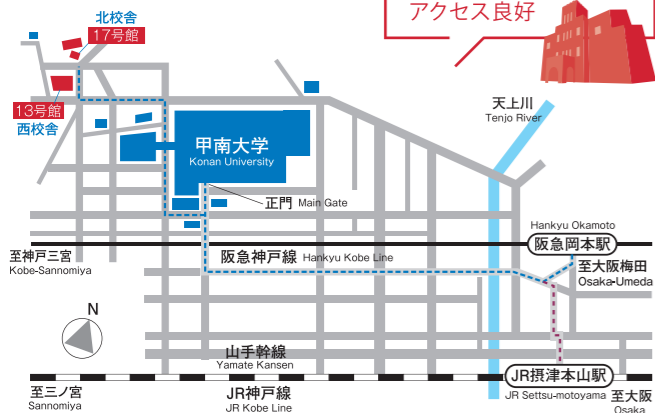 アクセス良好
北校舎
17号館
13号館
西校舎
天上川
Tenjo River
甲南大学
Konan University
正門 Main Gate
Hankyu Okamoto
阪急岡本駅
至神戸三宮
Kobe-Sannomiya
阪急神戸線 Hankyu Kobe Line
至大阪梅田
Osaka-Umeda
N
山手幹線
Yamate Kansen
JR摂津本山駅
JR Settsu-motoyama
至三ノ宮
Sannomiya
JR神戸線
JR Kobe Line
至大阪
Osaka